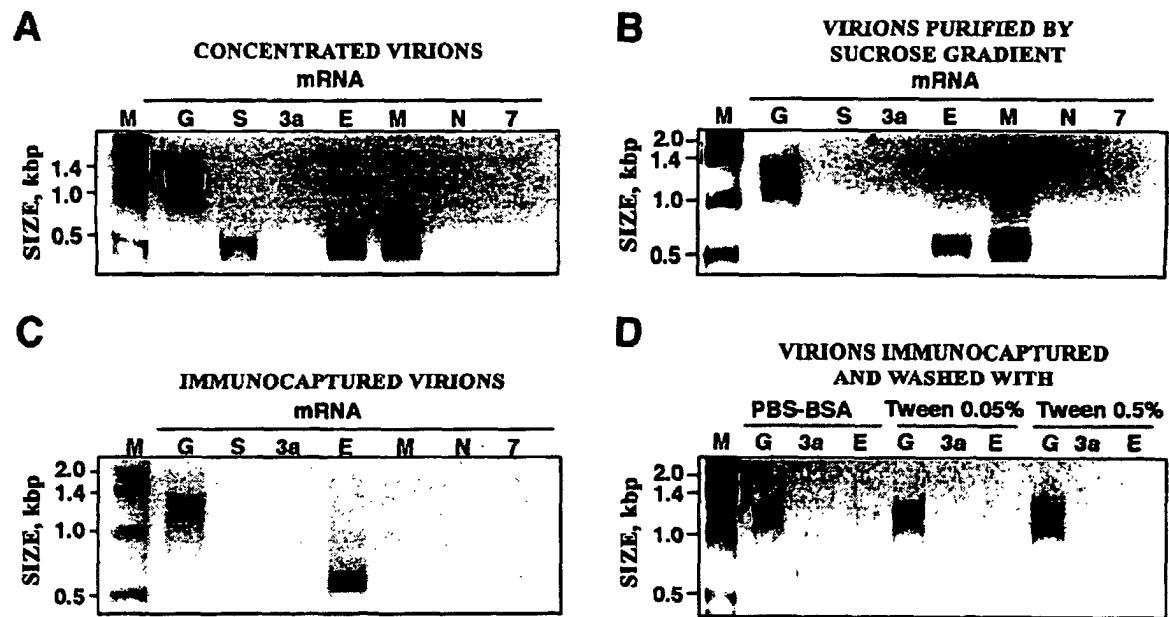 A
CONCENTRATED VIRIONS
mRNA
M G S 3a E M N 7
SIZE, kbp
1.4
1.0
0.5
B
VIRIONS PURIFIED BY
SUCROSE GRADIENT
mRNA
M G S 3a E M N 7
SIZE, kbp
2.0
1.4
1.0
0.5
C
IMMUNOCAPTURED VIRIONS
mRNA
M G S 3a E M N 7
SIZE, kbp
2.0
1.4
1.0
0.5
D
VIRIONS IMMUNOCAPTURED
AND WASHED WITH
PBS-BSA Tween 0.05% Tween 0.5%
M G 3a E G 3a E G 3a E
SIZE, kbp
2.0
1.4
1.0
0.5